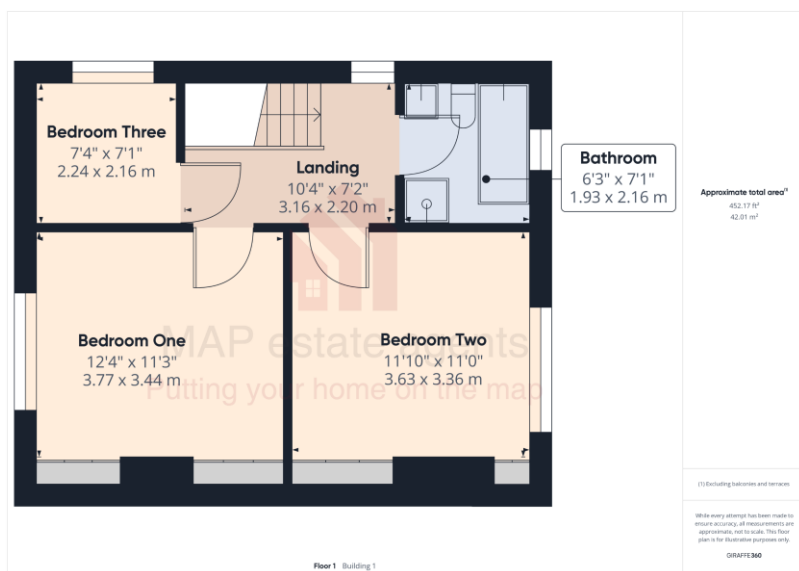 Bedroom Three
7'4" x 7'1"
2.24 x 2.16 m
Landing
10'4" x 7'2"
3.16 x 2.20 m
Bathroom
6'3" x 7'1"
1.93 x 2.16 m
Bedroom One
12'4" x 11'3"
3.77 x 3.44 m
Bedroom Two
11'10" x 11'0"
3.63 x 3.36 m
MAP estate agents
Putting your home on the map
Approximate total area(1)
452.17 ft²
42.01 m²
(1) Excluding balconies and terraces
While every attempt has been made to
ensure accuracy, all measurements are
approximate, not to scale. This floor
plan is for illustrative purposes only.
GIRAFFE360
Floor 1 Building 1